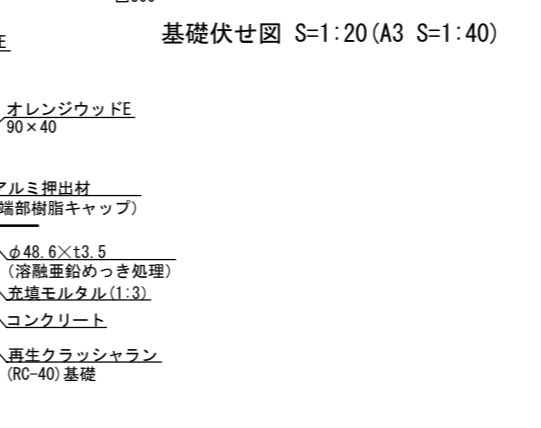 基礎伏せ図 S=1:20(A3 S=1:40)
オレンジウッドE
90×40
アルミ押出材
端部樹脂キャップ)
φ48.6×t3.5
(溶融亜鉛めっき処理)
充填モルタル(1:3)
コンクリート
再生クラッシャラン
(RC-40)基礎